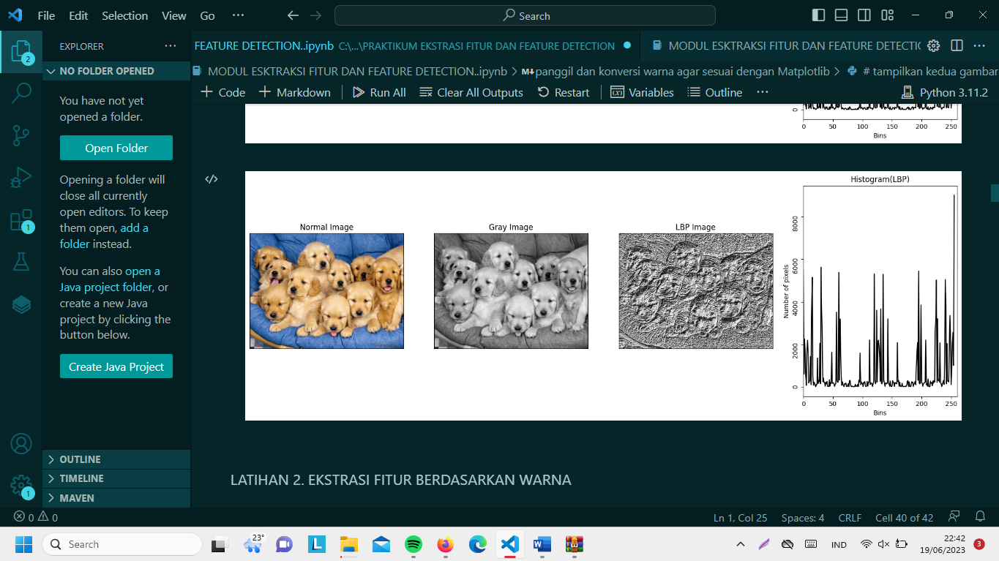 File Edit Selection View Go ···
Search
EXPLORER
FEATURE DETECTION..ipynb C:\...\PRAKTIKUM EKSTRASI FITUR DAN FEATURE DETECTION
MODUL ESKTRAKSI FITUR DAN FEATURE DETECTIO
2
NO FOLDER OPENED
MODUL ESKTRAKSI FITUR DAN FEATURE DETECTION..ipynb > M↓panggil dan konversi warna agar sesuai dengan Matplotlib > # tampilkan kedua gambar
+ Code + Markdown Run All Clear All Outputs Restart Variables Outline ··· Python 3.11.2
You have not yet
opened a folder.
Open Folder
Opening a folder will
close all currently
open editors. To keep
them open, add a
folder instead.
You can also open a
Java project folder, or
create a new Java
project by clicking the
button below.
Create Java Project
1
0
0 50 100 150 200 250
Bins
Normal Image
Gray Image
LBP Image
Histogram(LBP)
Number of pixels
8000
6000
4000
2000
0
0 50 100 150 200 250
Bins
LATIHAN 2. EKSTRASI FITUR BERDASARKAN WARNA
OUTLINE
TIMELINE
MAVEN
1
0 0
Ln 1, Col 25 Spaces: 4 CRLF Cell 40 of 42
Search
23°
L
W
IND
22:42
19/06/2023
3